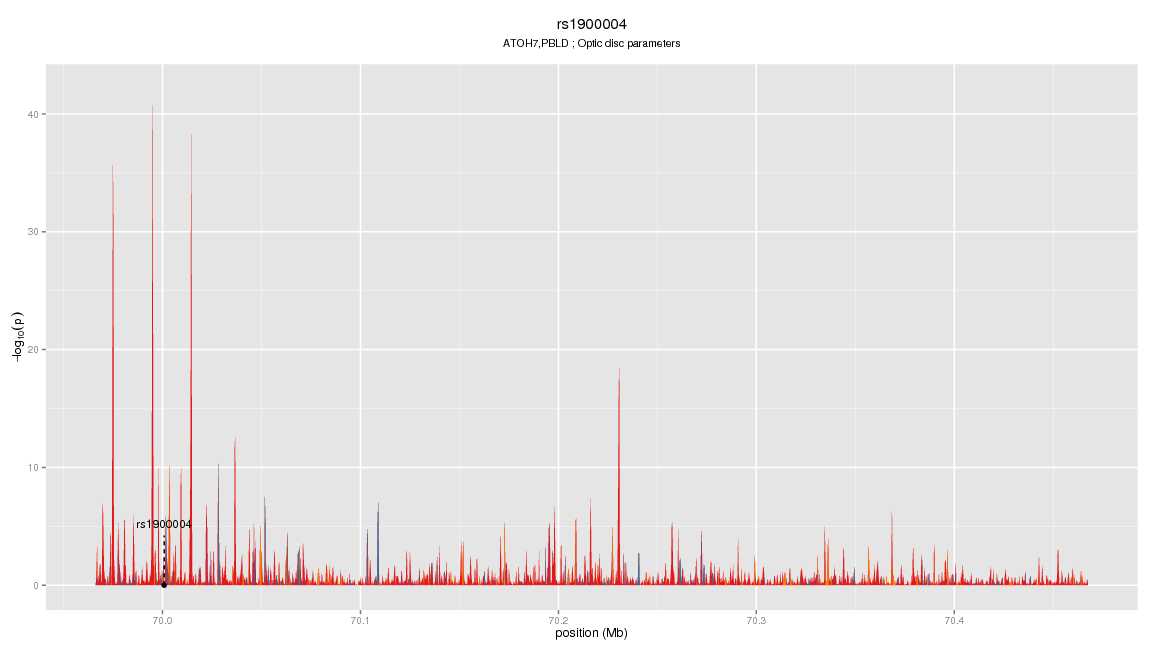 rs1900004
ATOH7,PBLD ; Optic disc parameters
-log10(p)
40
30
20
10
0
rs1900004
70.0
70.1
70.2
70.3
70.4
position (Mb)